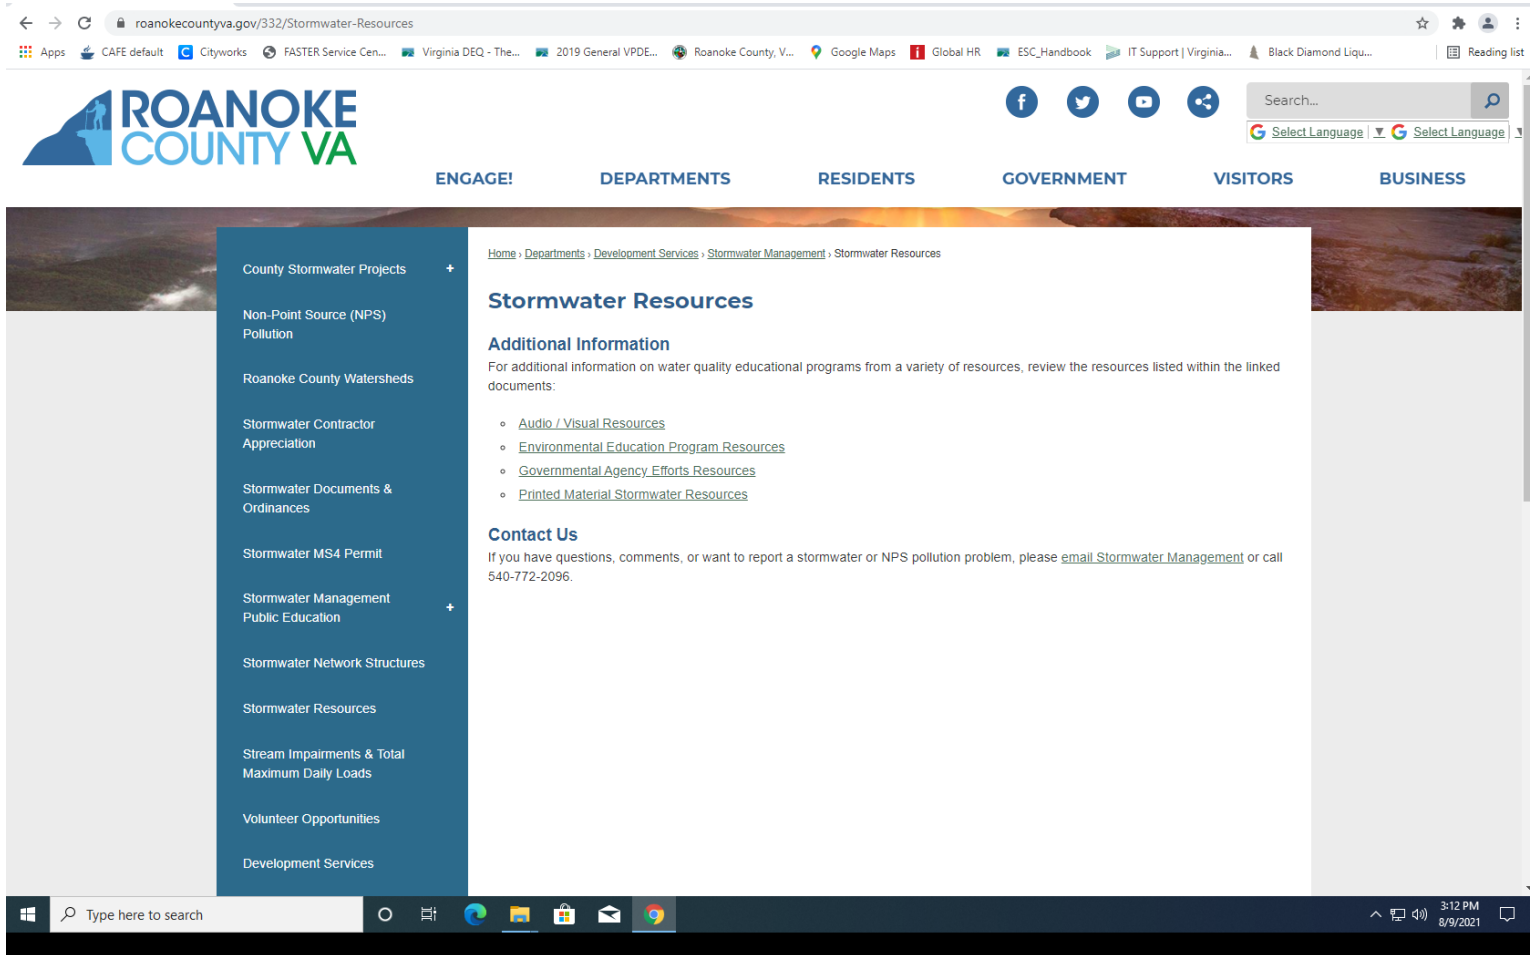 roanokecountyva.gov/332/Stormwater-Resources
Apps CAFE default Cityworks FASTER Service Cen... Virginia DEQ - The... 2019 General VPDE... Roanoke County, V... Google Maps Global HR ESC_Handbook IT Support | Virginia... Black Diamond Liqu... Reading list
ROANOKE
COUNTY VA
Search...
Select Language ▼ Select Language
ENGAGE! DEPARTMENTS RESIDENTS GOVERNMENT VISITORS BUSINESS
County Stormwater Projects +
Non-Point Source (NPS)
Pollution
Roanoke County Watersheds
Stormwater Contractor
Appreciation
Stormwater Documents &
Ordinances
Stormwater MS4 Permit
Stormwater Management
Public Education +
Stormwater Network Structures
Stormwater Resources
Stream Impairments & Total
Maximum Daily Loads
Volunteer Opportunities
Development Services
Home › Departments › Development Services › Stormwater Management › Stormwater Resources
Stormwater Resources
Additional Information
For additional information on water quality educational programs from a variety of resources, review the resources listed within the linked
documents:
Audio / Visual Resources
Environmental Education Program Resources
Governmental Agency Efforts Resources
Printed Material Stormwater Resources
Contact Us
If you have questions, comments, or want to report a stormwater or NPS pollution problem, please email Stormwater Management or call
540-772-2096.
Type here to search
3:12 PM
8/9/2021